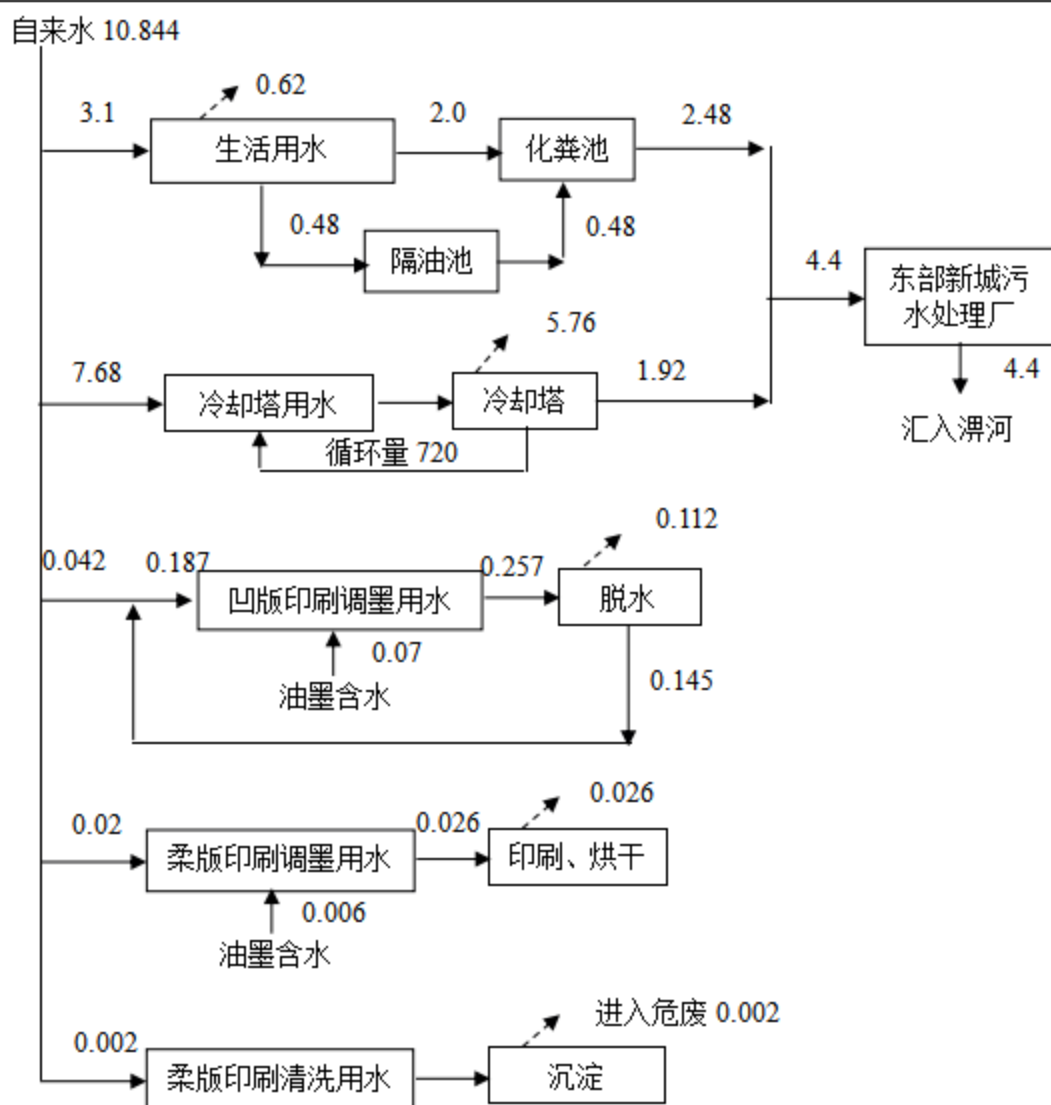 自来水 10.844
0.62
3.1
2.0
2.48
生活用水
化粪池
0.48
0.48
隔油池
4.4
东部新城污
水处理厂
5.76
7.68
1.92
4.4
冷却塔用水
冷却塔
汇入淠河
循环量 720
0.112
0.042
0.187
0.257
凹版印刷调墨用水
脱水
0.07
0.145
油墨含水
0.026
0.02
0.026
柔版印刷调墨用水
印刷、烘干
0.006
油墨含水
进入危废 0.002
0.002
柔版印刷清洗用水
沉淀